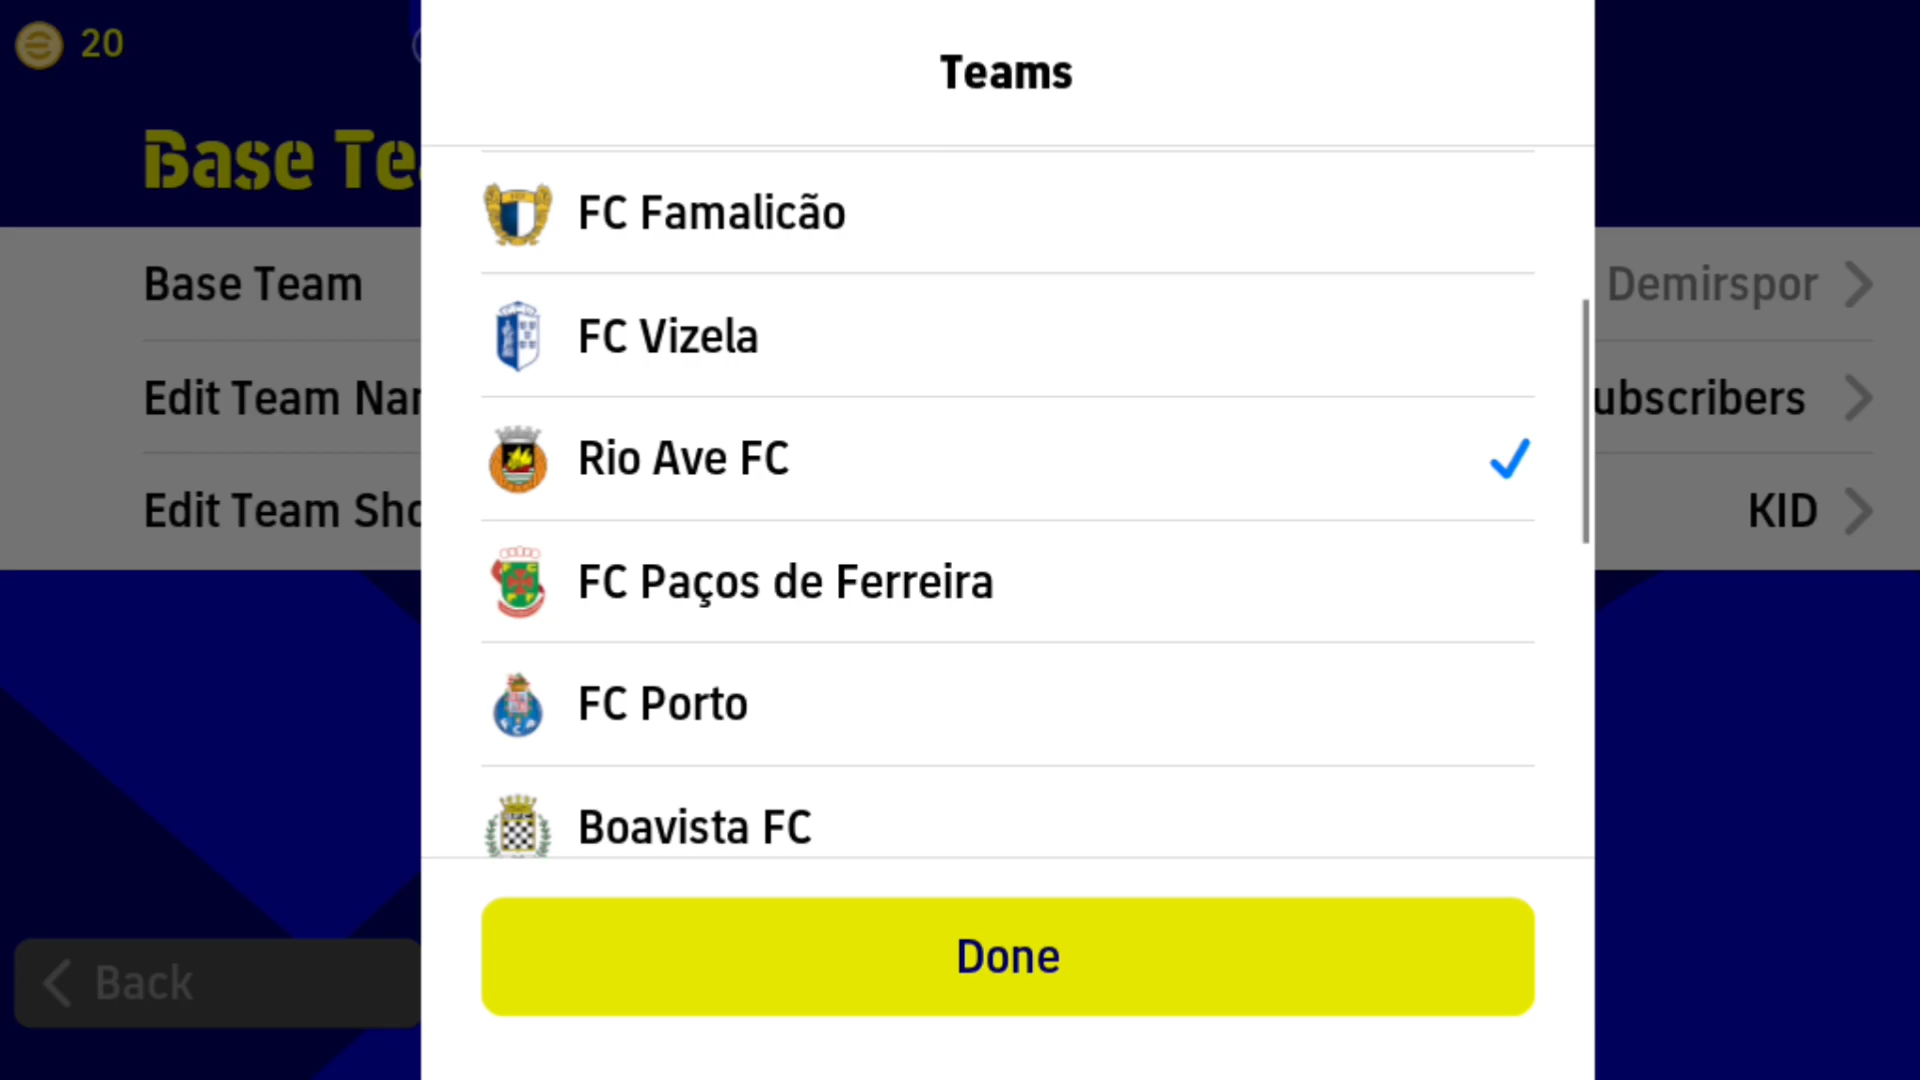 20
Teams
Base Te
FC Famalicão
Base Team
Demirspor
FC Vizela
Edit Team Nar
ubscribers
Rio Ave FC
Edit Team Sho
KID
FC Paços de Ferreira
FC Porto
Boavista FC
Done
Back